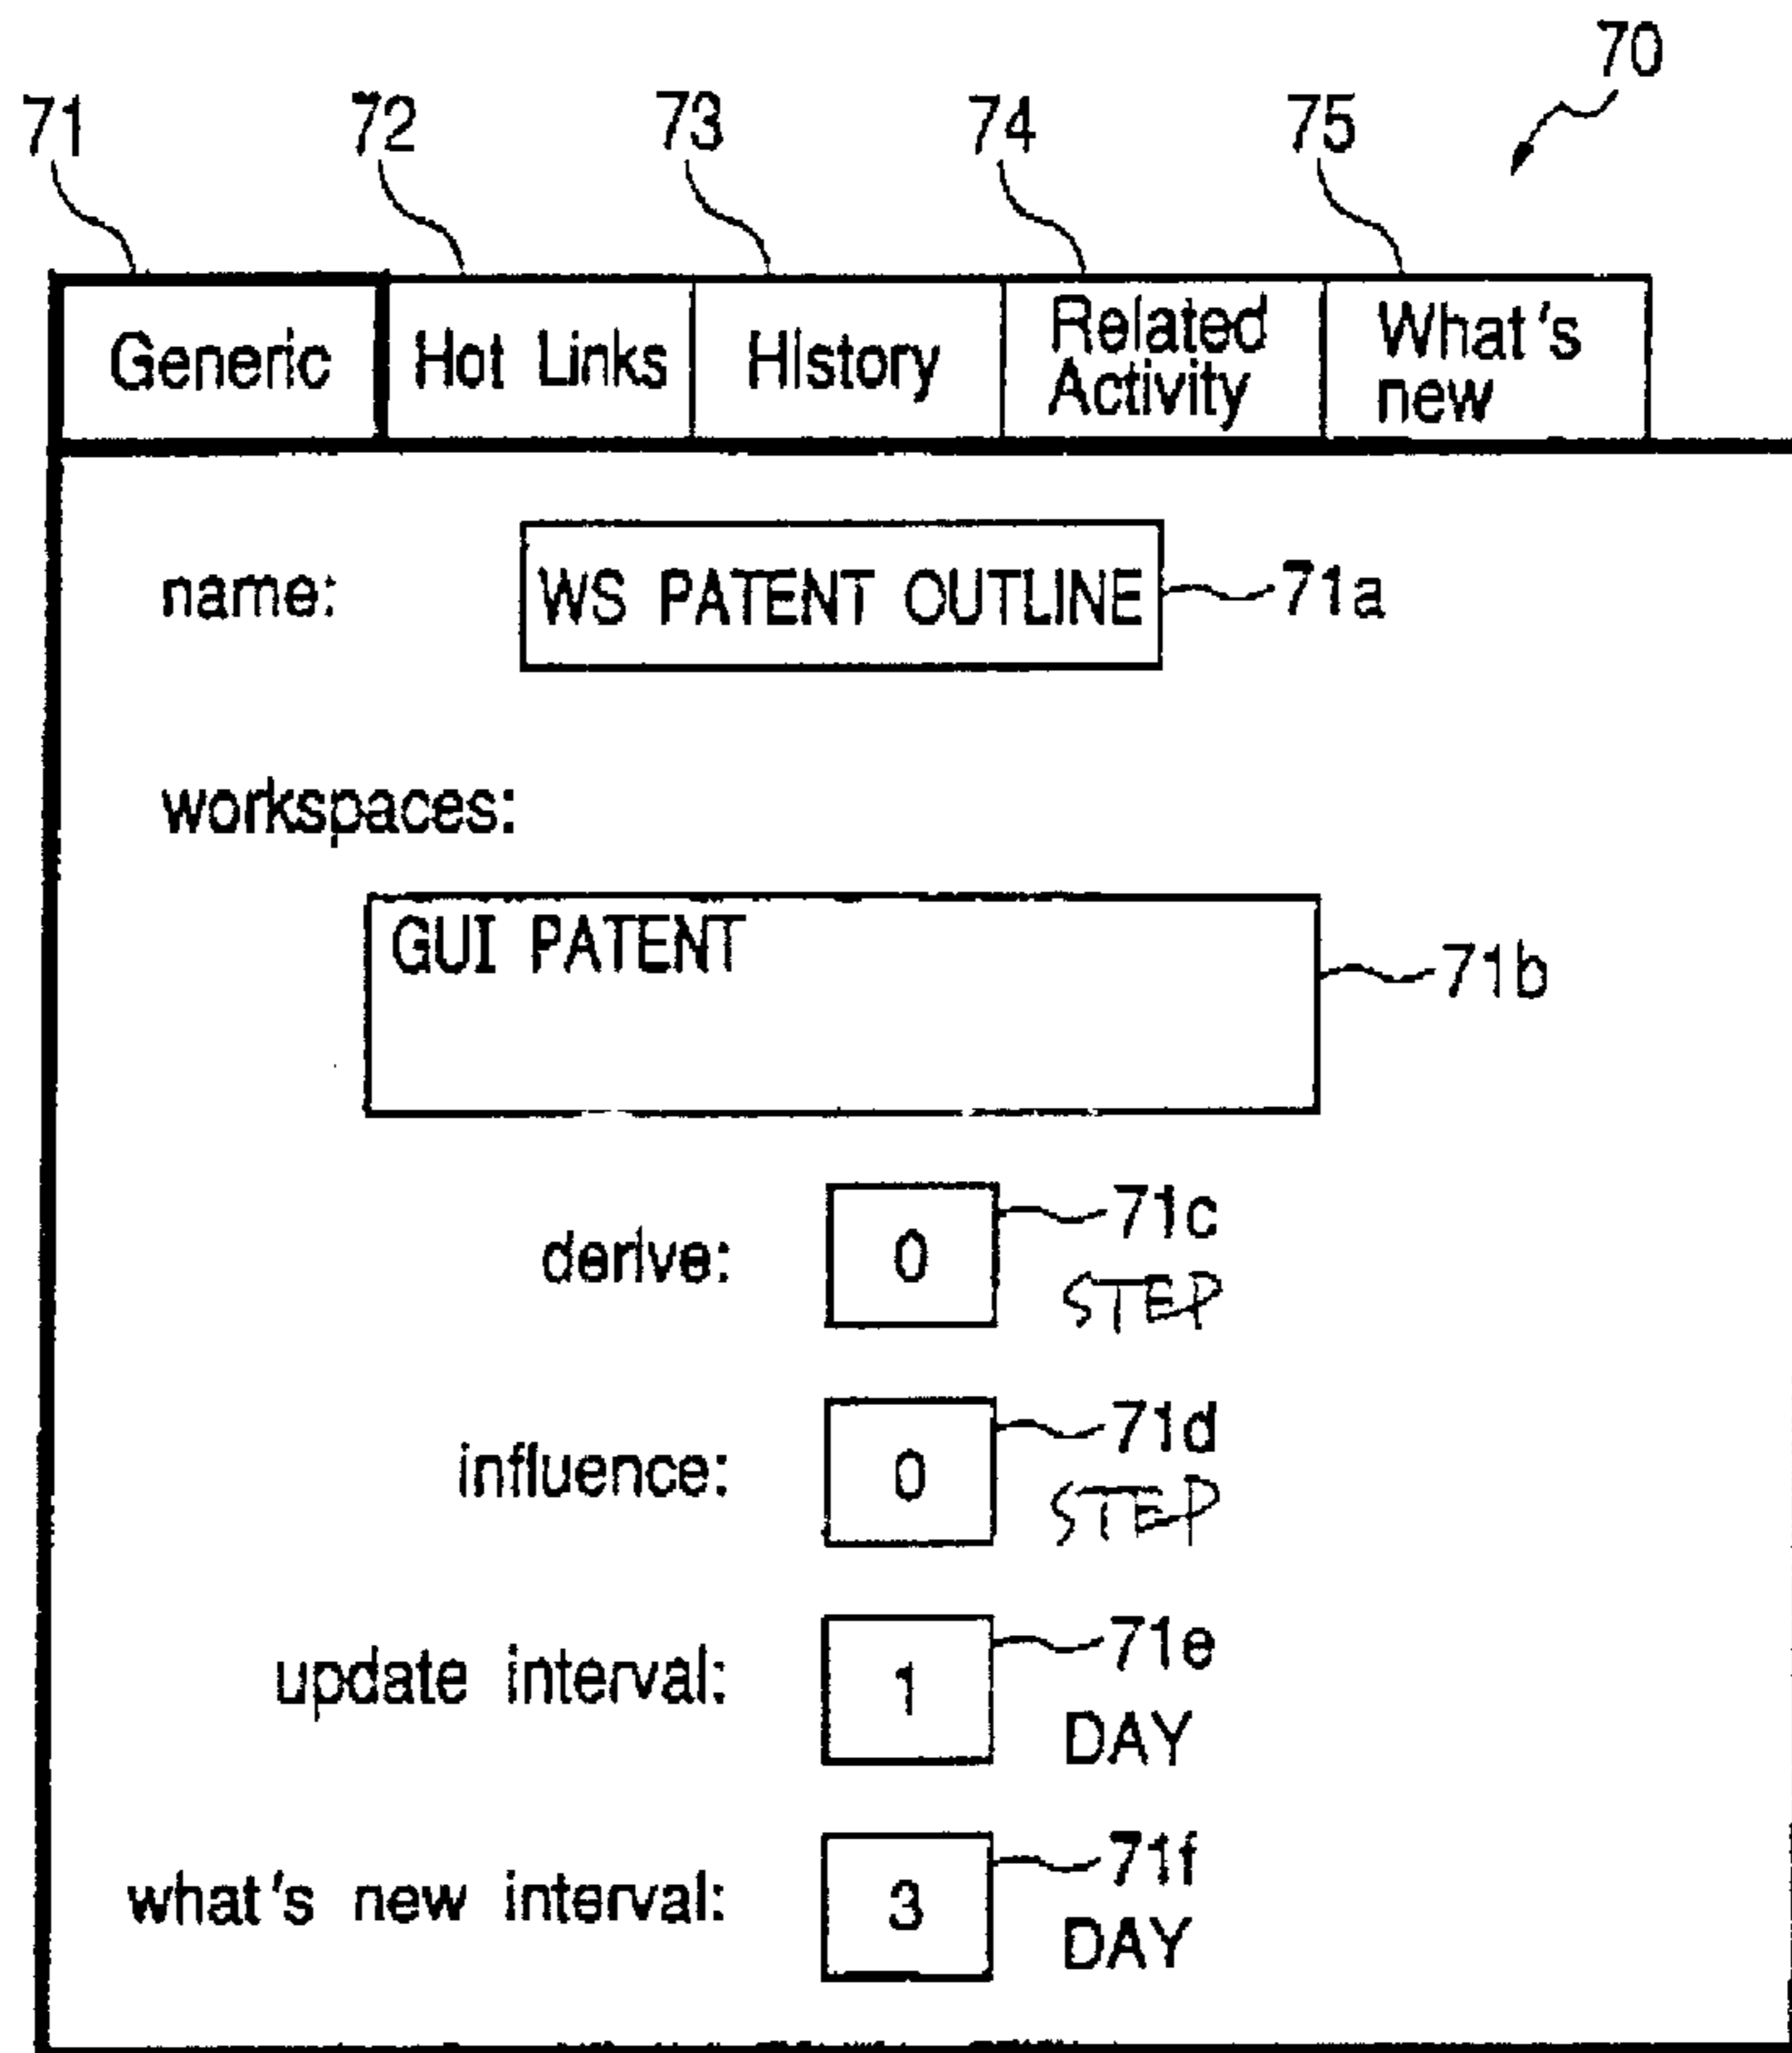 70
71 72 73 74 75
Generic Hot Links HIstory Related Activity What's new
name: WS PATENT OUTLINE 71a
workspaces:
GUI PATENT 71b
derive: 0 71c
STEP
influence: 0 71d
STEP
update interval: 1 71e
DAY
what's new interval: 3 71f
DAY